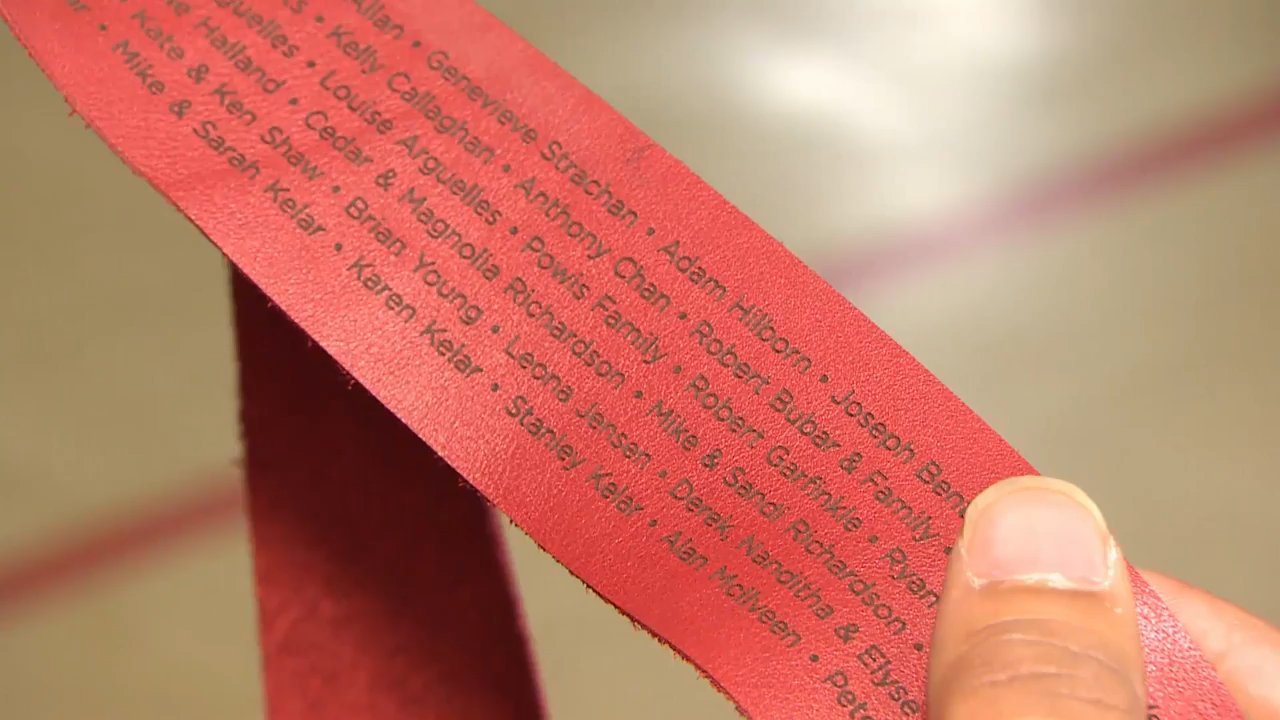 Allan • Genevieve Strachan • Adam Hilborn • Joseph
• Kelly Callaghan • Anthony Chan • Robert Bubar & Family •
• Louise Arguelles • Powis Family • Robert Garfinkle • Ryan
Halland • Cedar & Magnolia Richardson • Mike & Sandi Richardson •
Kate & Ken Shaw • Brian Young • Leona Jensen • Derek, Nanditha & Elyse
• Mike & Sarah Kelar • Karen Kelar • Stanley Kelar • Alan McIlveen •